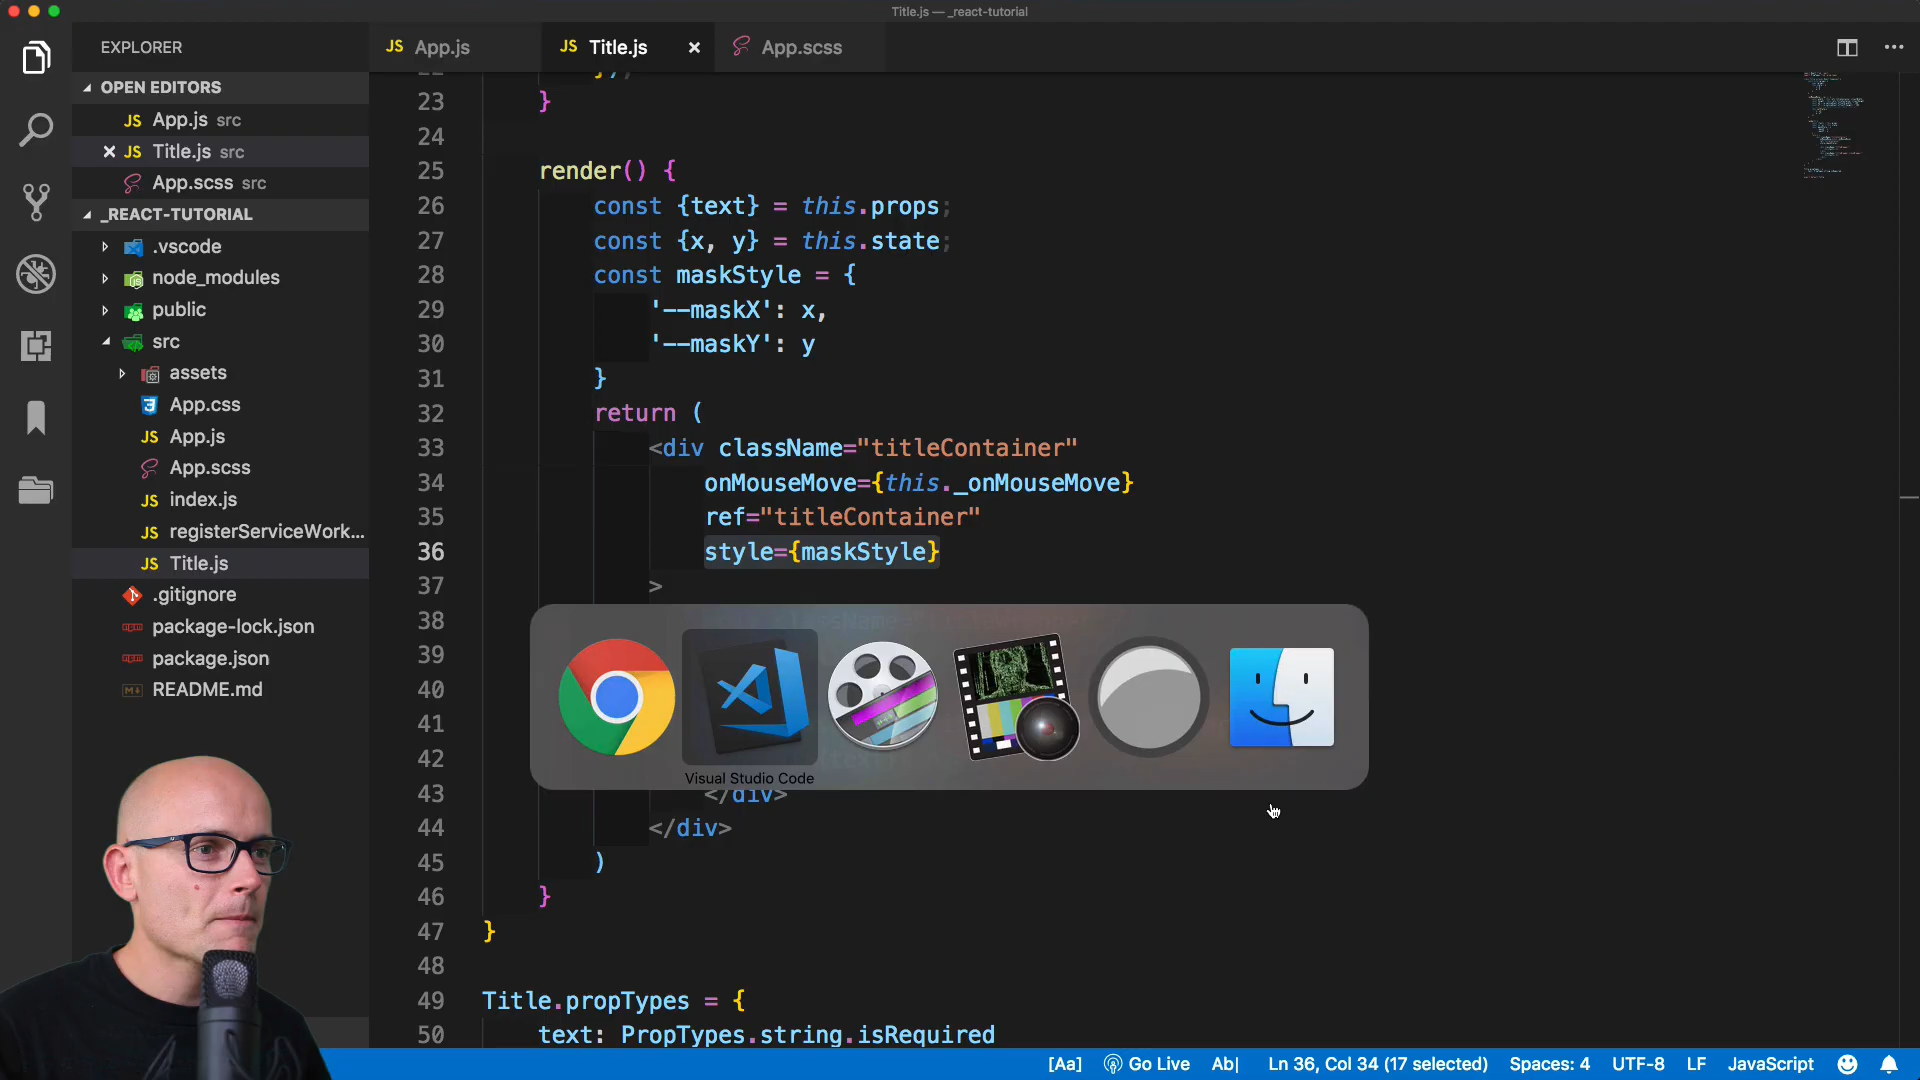 Title.js — _react-tutorial
EXPLORER
OPEN EDITORS
JS App.js src
JS Title.js src
App.scss src
_REACT-TUTORIAL
.vscode
node_modules
public
src
assets
App.css
JS App.js
App.scss
JS index.js
JS registerServiceWork...
JS Title.js
.gitignore
package-lock.json
package.json
README.md
JS App.js
JS Title.js
App.scss
23 }
24
25 render() {
26 const {text} = this.props;
27 const {x, y} = this.state;
28 const maskStyle = {
29 '--maskX': x,
30 '--maskY': y
31 }
32 return (
33 <div className="titleContainer"
34 onMouseMove={this._onMouseMove}
35 ref="titleContainer"
36 style={maskStyle}
37 >
38
39
40
41
42
Visual Studio Code
43 </div>
44 </div>
45 )
46 }
47 }
48
49 Title.propTypes = {
50 text: PropTypes.string.isRequired
[Aa] Go Live Ab| Ln 36, Col 34 (17 selected) Spaces: 4 UTF-8 LF JavaScript